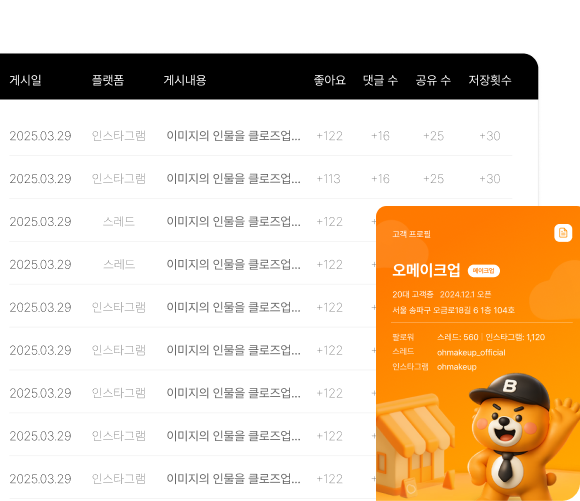 게시일 플랫폼 게시내용 좋아요 댓글 수 공유 수 저장횟수
2025.03.29 인스타그램 이미지의 인물을 클로즈업... +122 +16 +25 +30
2025.03.29 인스타그램 이미지의 인물을 클로즈업... +113 +16 +25 +30
2025.03.29 스레드 이미지의 인물을 클로즈업... +122
2025.03.29 스레드 이미지의 인물을 클로즈업... +122
2025.03.29 인스타그램 이미지의 인물을 클로즈업... +122
2025.03.29 인스타그램 이미지의 인물을 클로즈업... +122
2025.03.29 인스타그램 이미지의 인물을 클로즈업... +122
2025.03.29 인스타그램 이미지의 인물을 클로즈업... +122
2025.03.29 인스타그램 이미지의 인물을 클로즈업... +122
고객 프로필
오메이크업 메이크업
20대 고객층 2024.12.1 오픈
서울 송파구 오금로18길 6 1층 104호
팔로워 스레드: 560 | 인스타그램: 1,120
스레드 ohmakeup_official
인스타그램 ohmakeup
B